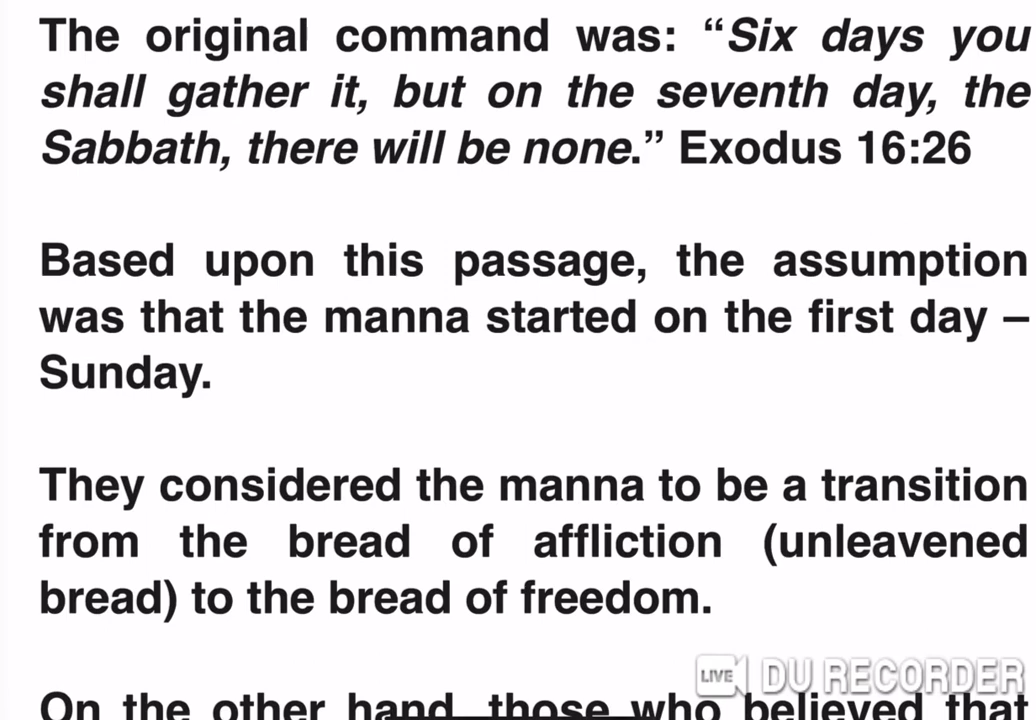 The original command was: “Six days you
shall gather it, but on the seventh day, the
Sabbath, there will be none.” Exodus 16:26
Based upon this passage, the assumption
was that the manna started on the first day –
Sunday.
They considered the manna to be a transition
from the bread of affliction (unleavened
bread) to the bread of freedom.
LIVE DU RECORDER
On the other hand, those who believed that